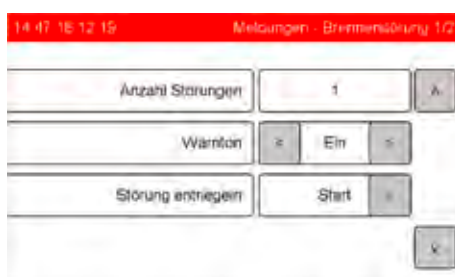 14:47 18.12.19 Meldungen - Brennerstörung 1/2
Anzahl Störungen 1 ^
Warnton < Ein >
Störung entriegeln Start >
v